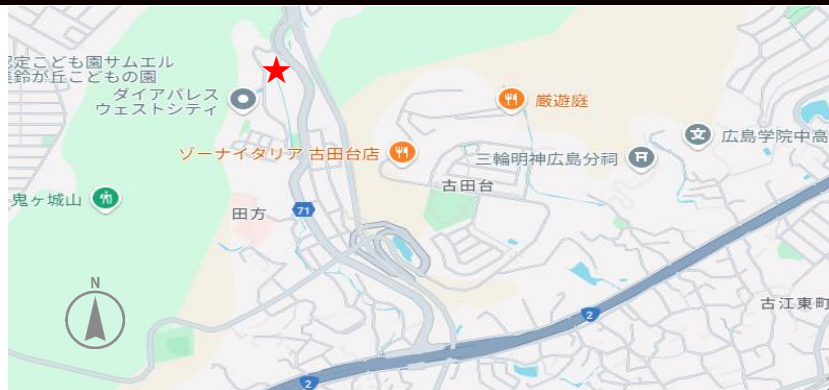 定こども園サムエル
鈴が丘こどもの園
ダイアパレス
ウェストシティ
厳遊庭
ゾーナイタリア 古田台店
三輪明神広島分祠
広島学院中高
古田台
鬼ヶ城山
田方
71
N
2
古江東町
2